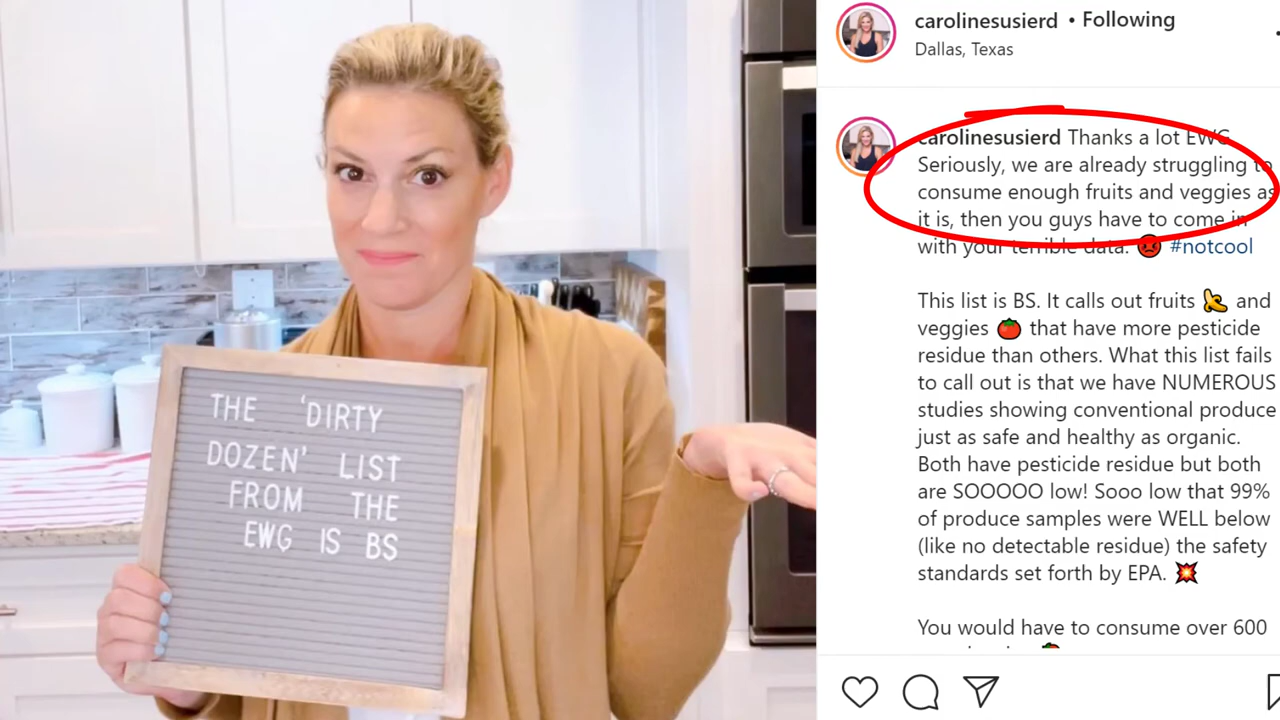 THE 'DIRTY
DOZEN' LIST
FROM THE
EWG IS BS
carolinesusierd • Following
Dallas, Texas
carolinesusierd Thanks a lot EWG
Seriously, we are already struggling to
consume enough fruits and veggies as
it is, then you guys have to come in
with your terrible data. 😡 #notcool
This list is BS. It calls out fruits 🍌 and
veggies 🍅 that have more pesticide
residue than others. What this list fails
to call out is that we have NUMEROUS
studies showing conventional produce
just as safe and healthy as organic.
Both have pesticide residue but both
are SOOOOO low! Sooo low that 99%
of produce samples were WELL below
(like no detectable residue) the safety
standards set forth by EPA. 💥
You would have to consume over 600